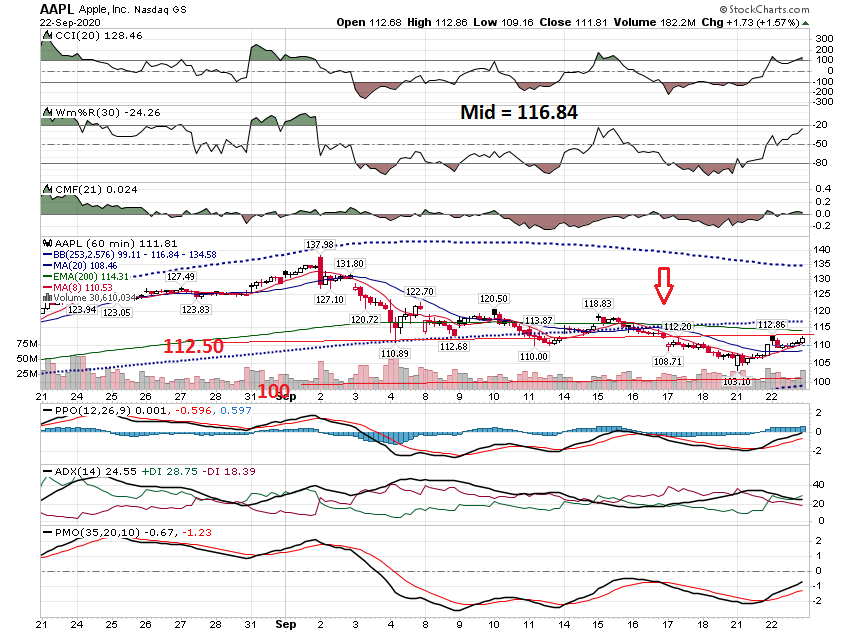 AAPL Apple, Inc. Nasdaq GS © StockCharts.com
22-Sep-2020 Open 112.68 High 112.86 Low 109.16 Close 111.81 Volume 182.2M Chg +1.73 (+1.57%)
CCI(20) 128.46
300
200
100
0
-100
-200
-300
Wm%R(30) -24.26
Mid = 116.84
-20
-50
-80
CMF(21) 0.024
0.4
0.2
0.0
-0.2
AAPL (60 min) 111.81
BB(253,2.576) 99.11 - 116.84 - 134.58
MA(20) 108.46
EMA(200) 114.31
MA(8) 110.53
Volume 30,610,034
137.98
131.80
127.49
127.10
123.94
123.05
123.83
122.70
120.72
120.50
118.83
113.87
112.20
112.86
112.68
110.89
110.00
108.71
103.10
112.50
100
140
135
130
125
120
115
110
105
100
75M
50M
25M
21 24 25 26 27 28 31 Sep 2 3 4 8 9 10 11 14 15 16 17 18 21 22
PPO(12,26,9) 0.001, -0.596, 0.597
2
0
-2
ADX(14) 24.55 +DI 28.75 -DI 18.39
40
20
0
PMO(35,20,10) -0.67, -1.23
2
1
0
-1
-2
21 24 25 26 27 28 31 Sep 2 3 4 8 9 10 11 14 15 16 17 18 21 22